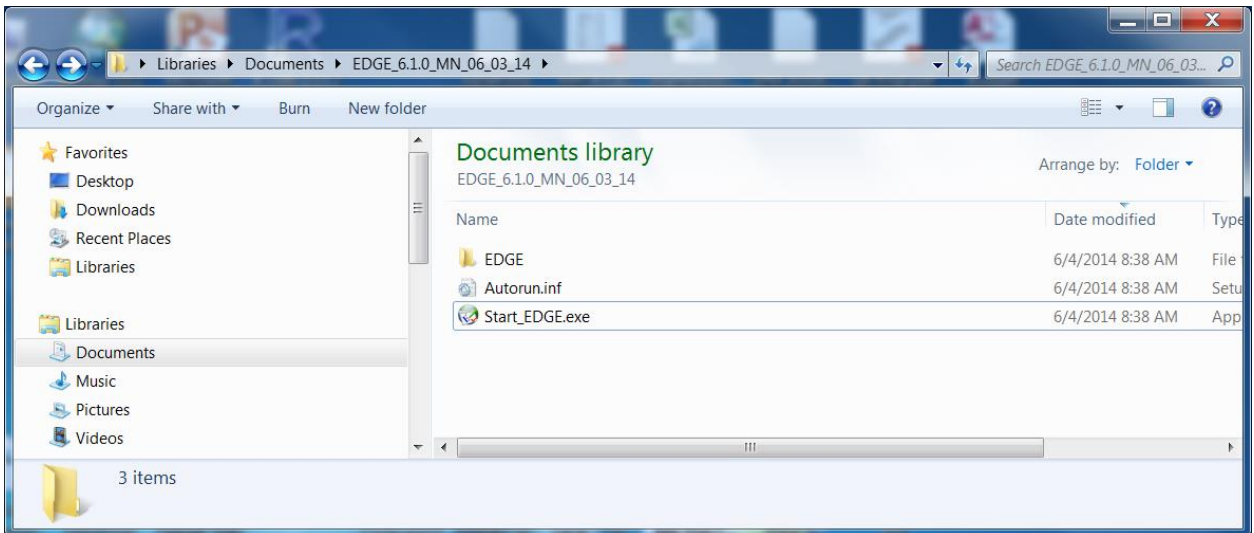 Libraries ▸ Documents ▸ EDGE_6.1.0_MN_06_03_14 ▸
Search EDGE_6.1.0_MN_06_03...
Organize Share with Burn New folder
Favorites
Desktop
Downloads
Recent Places
Libraries
Libraries
Documents
Music
Pictures
Videos
Documents library
EDGE_6.1.0_MN_06_03_14
Arrange by: Folder
Name Date modified Type
EDGE 6/4/2014 8:38 AM File
Autorun.inf 6/4/2014 8:38 AM Setu
Start_EDGE.exe 6/4/2014 8:38 AM App
3 items